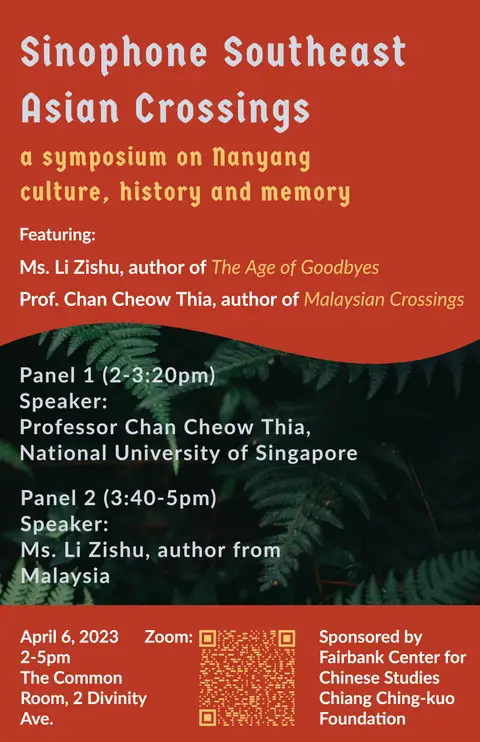 Sinophone Southeast
Asian Crossings
a symposium on Nanyang
culture, history and memory
Featuring:
Ms. Li Zishu, author of The Age of Goodbyes
Prof. Chan Cheow Thia, author of Malaysian Crossings
Panel 1 (2-3:20pm)
Speaker:
Professor Chan Cheow Thia,
National University of Singapore
Panel 2 (3:40-5pm)
Speaker:
Ms. Li Zishu, author from
Malaysia
April 6, 2023
2-5pm
The Common
Room, 2 Divinity
Ave.
Zoom:
Sponsored by
Fairbank Center for
Chinese Studies
Chiang Ching-kuo
Foundation